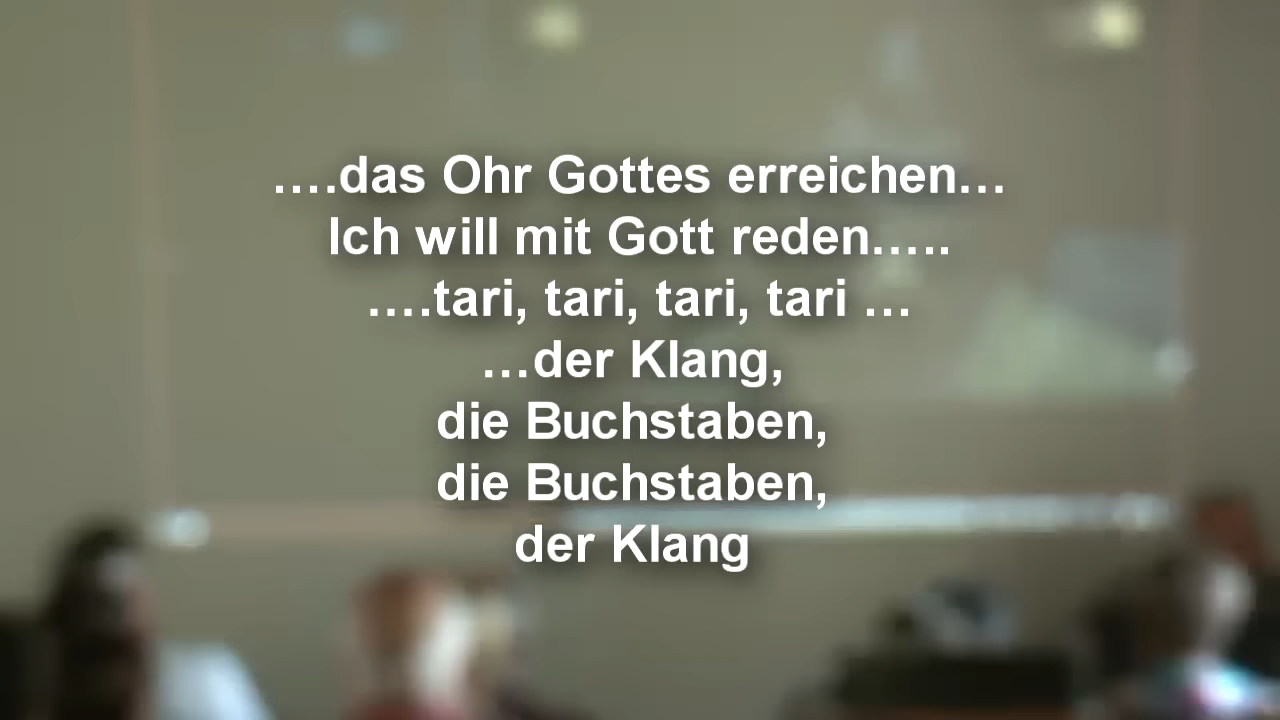 ….das Ohr Gottes erreichen…
Ich will mit Gott reden…..
….tari, tari, tari, tari …
…der Klang,
die Buchstaben,
die Buchstaben,
der Klang